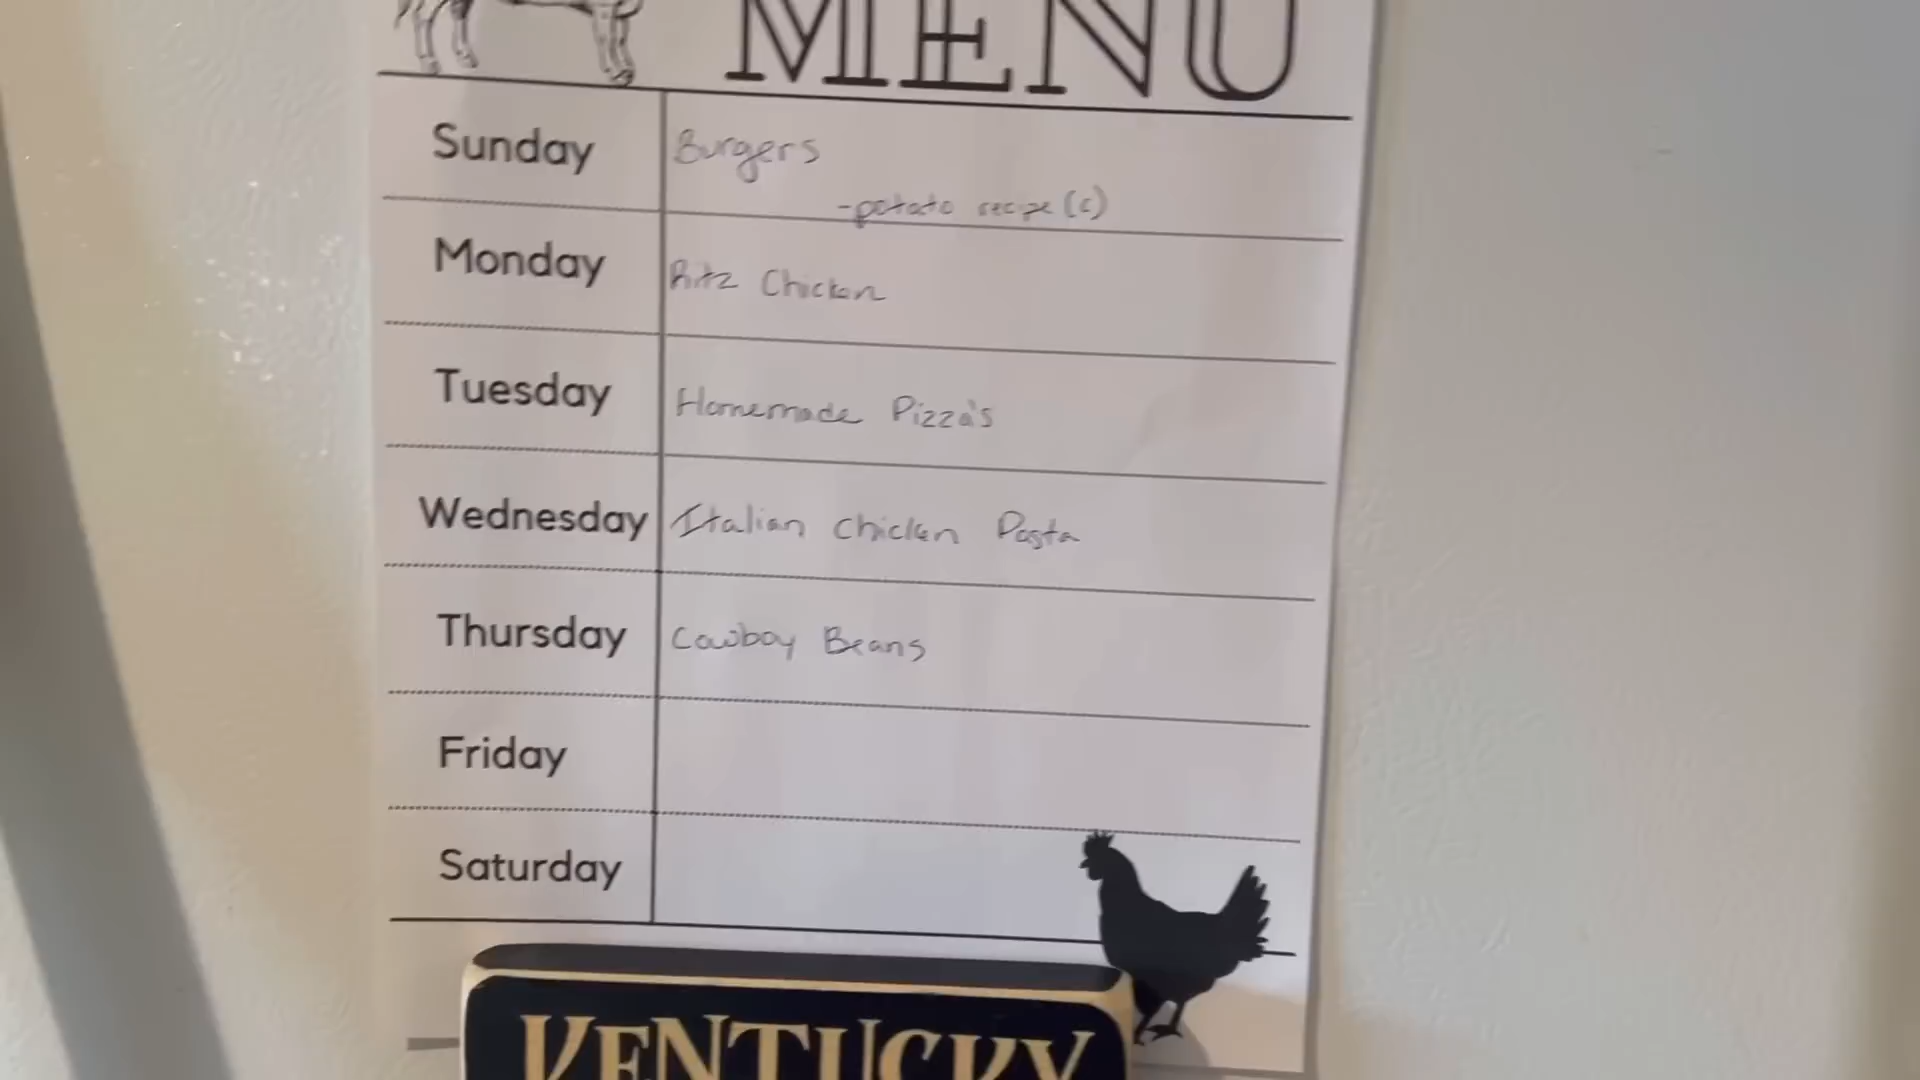 MENU
Sunday Burgers
-potato recipe (c)
Monday Ritz Chicken
Tuesday Homemade Pizza's
Wednesday Italian Chicken Pasta
Thursday Cowboy Beans
Friday
Saturday
KENTUCKY